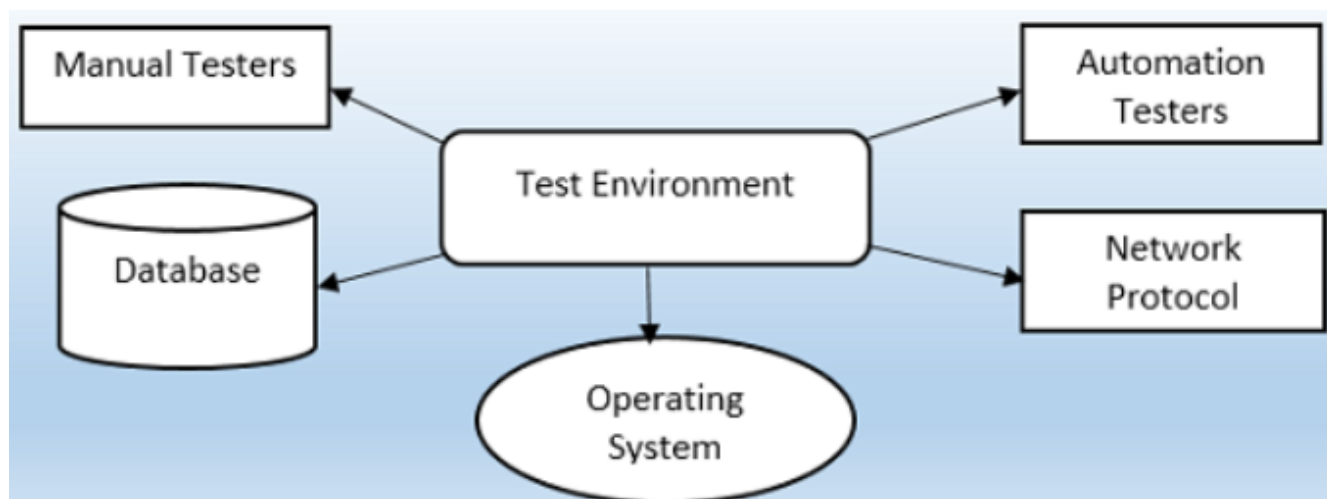 Manual Testers
Automation
Testers
Test Environment
Database
Network
Protocol
Operating
System